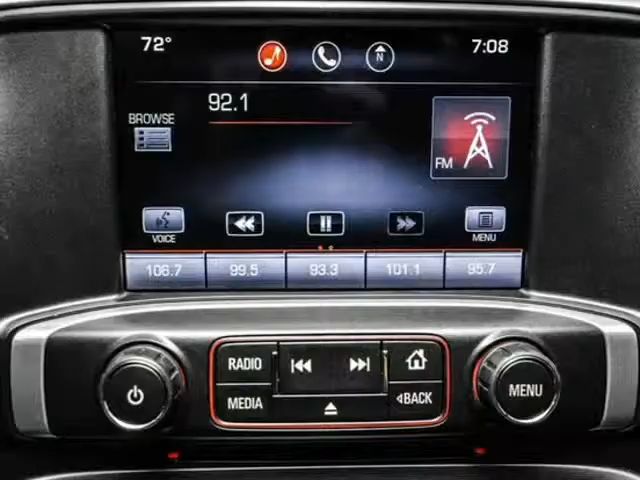 72° 7:08
N
92.1
BROWSE
FM
VOICE
MENU
106.7 99.5 93.3 101.1 95.7
RADIO
MEDIA
BACK
MENU